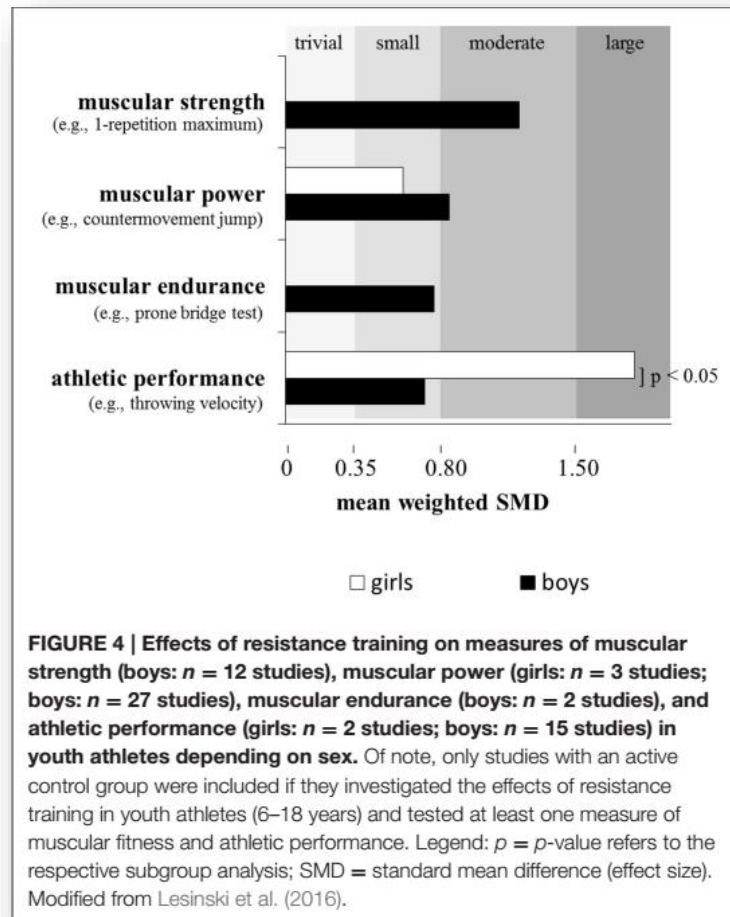 trivial small moderate large
muscular strength
(e.g., 1-repetition maximum)
muscular power
(e.g., countermovement jump)
muscular endurance
(e.g., prone bridge test)
athletic performance
(e.g., throwing velocity)
] p < 0.05
0 0.35 0.80 1.50
mean weighted SMD
girls boys
FIGURE 4 | Effects of resistance training on measures of muscular
strength (boys: n = 12 studies), muscular power (girls: n = 3 studies;
boys: n = 27 studies), muscular endurance (boys: n = 2 studies), and
athletic performance (girls: n = 2 studies; boys: n = 15 studies) in
youth athletes depending on sex. Of note, only studies with an active
control group were included if they investigated the effects of resistance
training in youth athletes (6–18 years) and tested at least one measure of
muscular fitness and athletic performance. Legend: p = p-value refers to the
respective subgroup analysis; SMD = standard mean difference (effect size).
Modified from Lesinski et al. (2016).